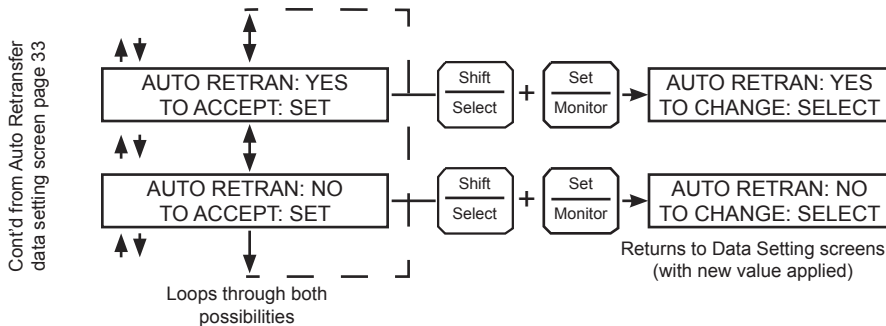 Cont'd from Auto Retransfer
data setting screen page 33
AUTO RETRAN: YES
TO ACCEPT: SET
Shift
Select
+
Set
Monitor
AUTO RETRAN: YES
TO CHANGE: SELECT
AUTO RETRAN: NO
TO ACCEPT: SET
Shift
Select
+
Set
Monitor
AUTO RETRAN: NO
TO CHANGE: SELECT
Loops through both
possibilities
Returns to Data Setting screens
(with new value applied)